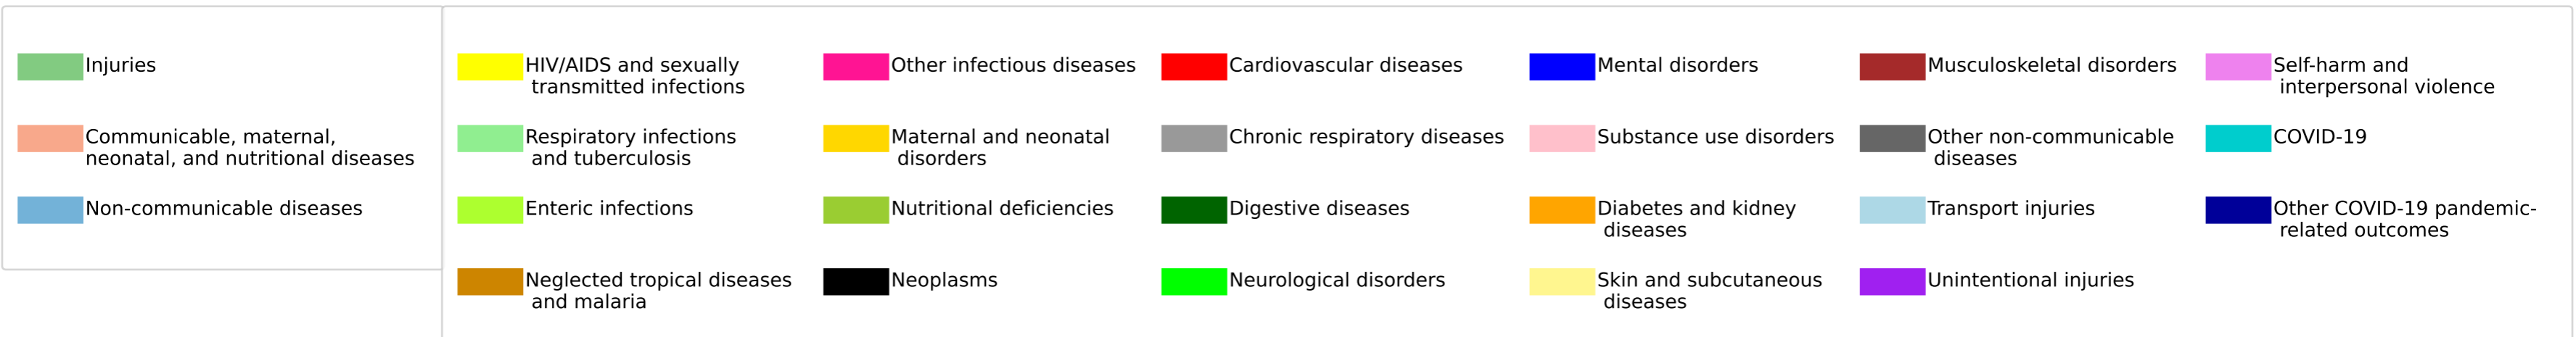 Injuries
Communicable, maternal,
neonatal, and nutritional diseases
Non-communicable diseases
HIV/AIDS and sexually
transmitted infections
Respiratory infections
and tuberculosis
Enteric infections
Neglected tropical diseases
and malaria
Other infectious diseases
Maternal and neonatal
disorders
Nutritional deficiencies
Neoplasms
Cardiovascular diseases
Chronic respiratory diseases
Digestive diseases
Neurological disorders
Mental disorders
Substance use disorders
Diabetes and kidney
diseases
Skin and subcutaneous
diseases
Musculoskeletal disorders
Other non-communicable
diseases
Transport injuries
Unintentional injuries
Self-harm and
interpersonal violence
COVID-19
Other COVID-19 pandemic-
related outcomes